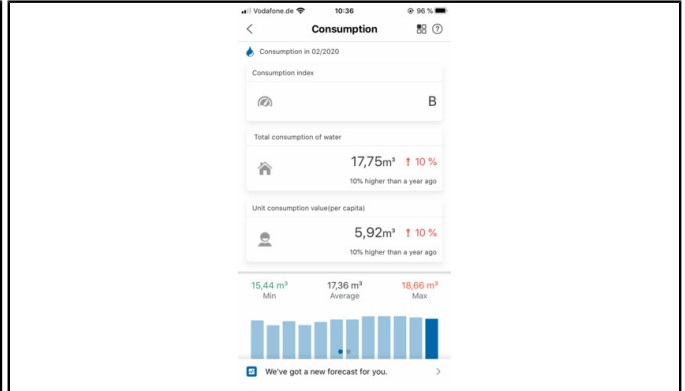 Vodafone.de 10:36 96 %
Consumption
Consumption in 02/2020
Consumption index
B
Total consumption of water
17,75m³ ↑ 10 %
10% higher than a year ago
Unit consumption value(per capita)
5,92m³ ↑ 10 %
10% higher than a year ago
15,44 m³ 17,36 m³ 18,66 m³
Min Average Max
We've got a new forecast for you.